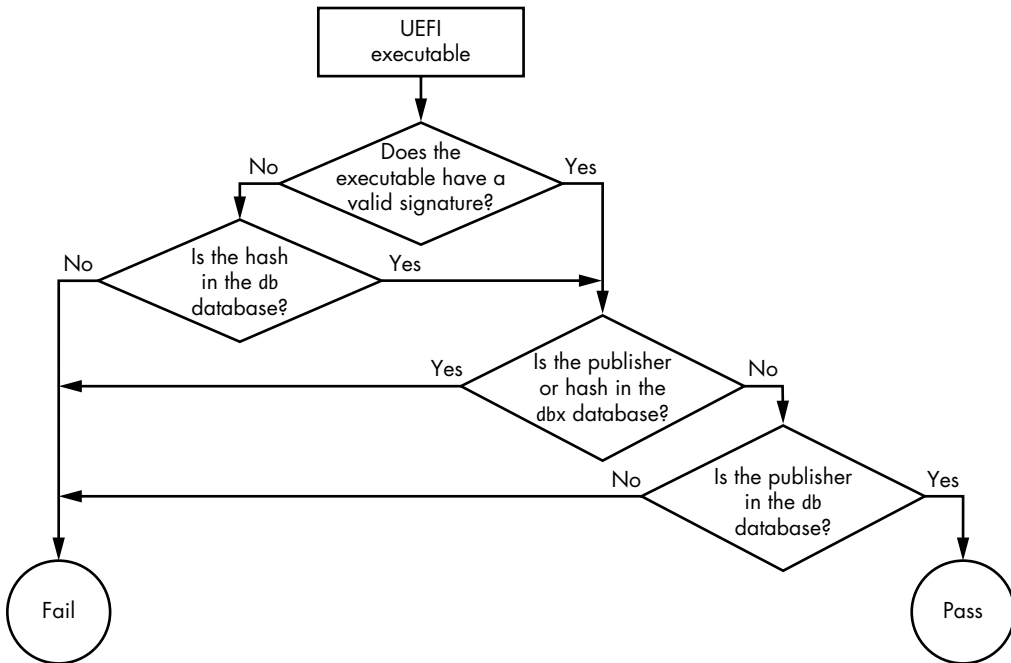 UEFI
executable
No
Does the
executable have a
valid signature?
Yes
No
Is the hash
in the db
database?
Yes
Yes
Is the publisher
or hash in the
dbx database?
No
No
Is the publisher
in the db
database?
Yes
Fail
Pass